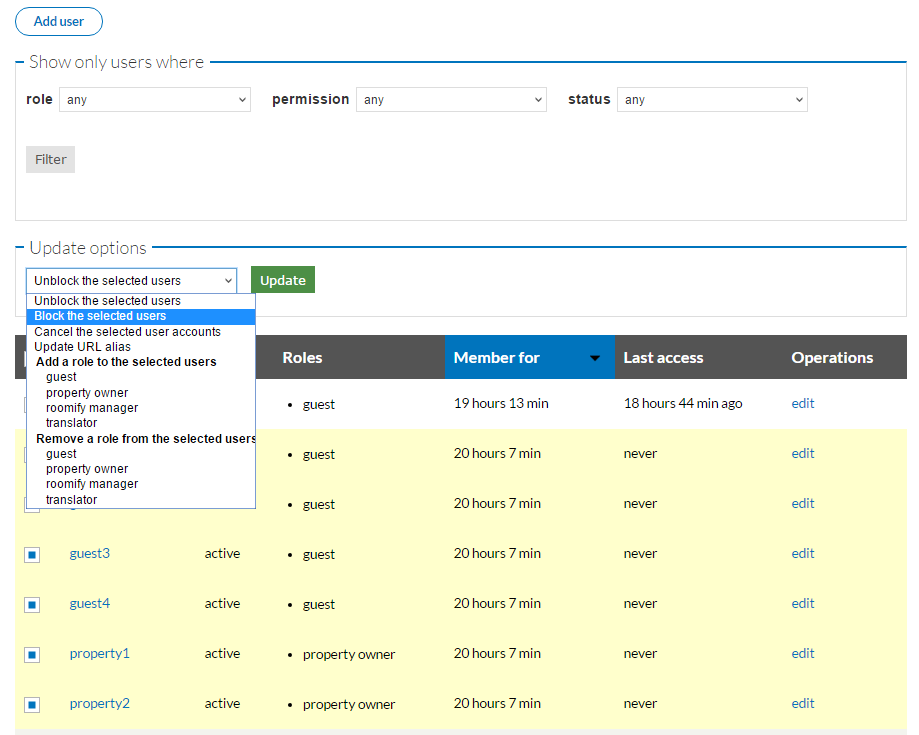 Add user
Show only users where
role any permission any status any
Filter
Update options
Unblock the selected users Update
Unblock the selected users
Block the selected users
Cancel the selected user accounts
Update URL alias
Add a role to the selected users
guest
property owner
roomify manager
translator
Remove a role from the selected users
guest
property owner
roomify manager
translator
Roles Member for Last access Operations
• guest 19 hours 13 min 18 hours 44 min ago edit
• guest 20 hours 7 min never edit
• guest 20 hours 7 min never edit
guest3 active • guest 20 hours 7 min never edit
guest4 active • guest 20 hours 7 min never edit
property1 active • property owner 20 hours 7 min never edit
property2 active • property owner 20 hours 7 min never edit